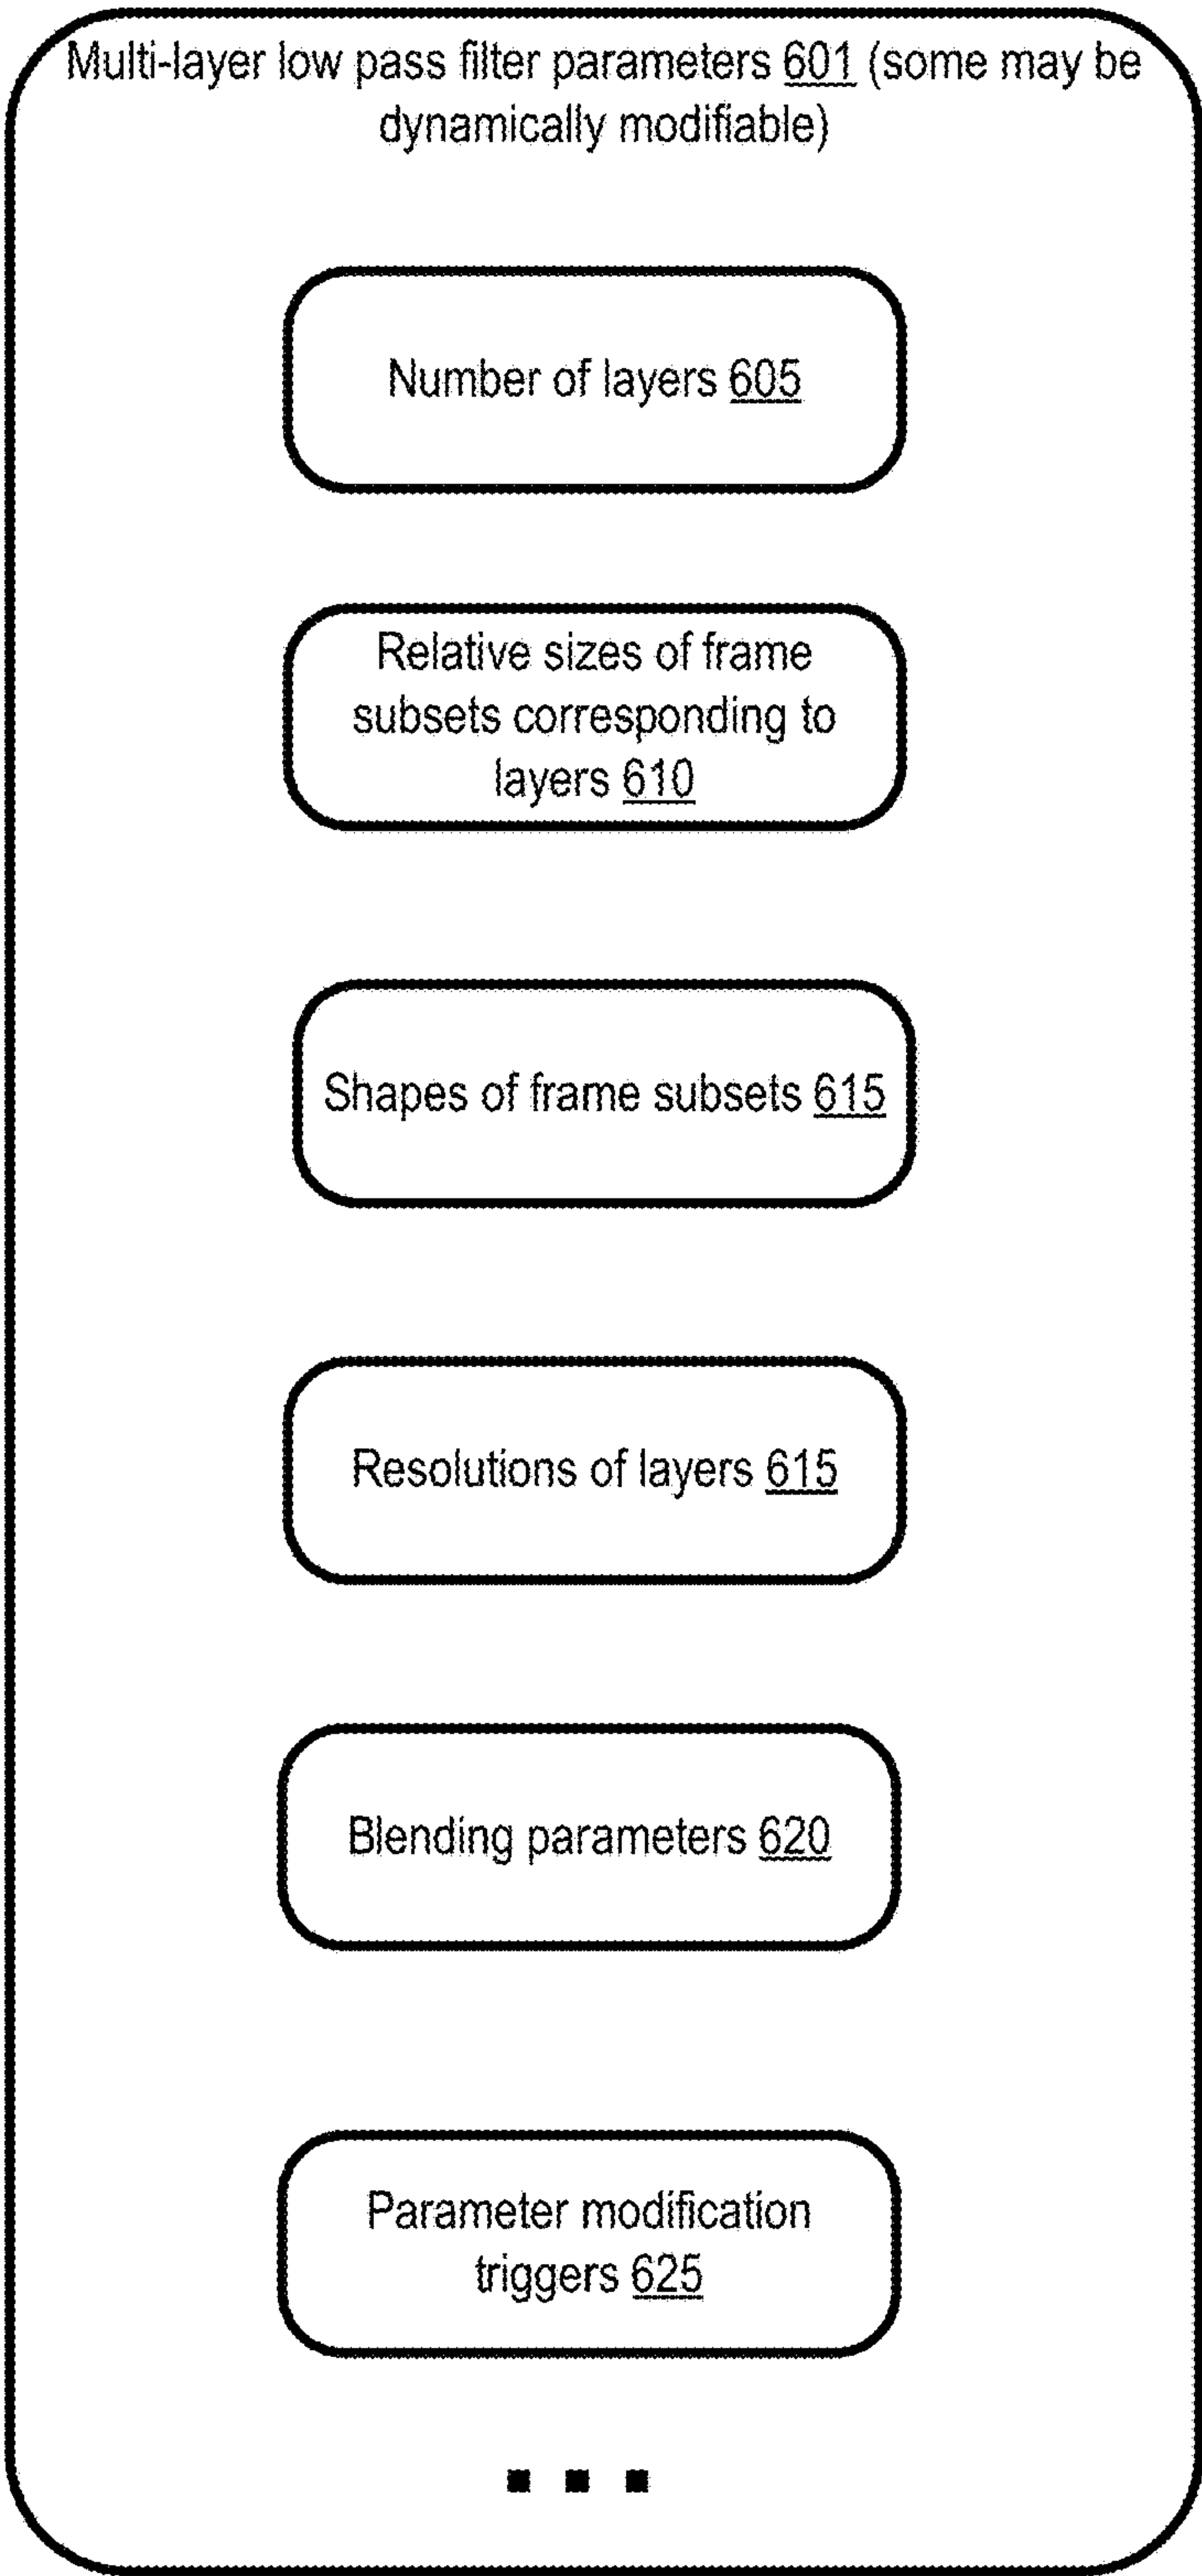 Multi-layer low pass filter parameters 601 (some may be
dynamically modifiable)
Number of layers 605
Relative sizes of frame
subsets corresponding to
layers 610
Shapes of frame subsets 615
Resolutions of layers 615
Blending parameters 620
Parameter modification
triggers 625